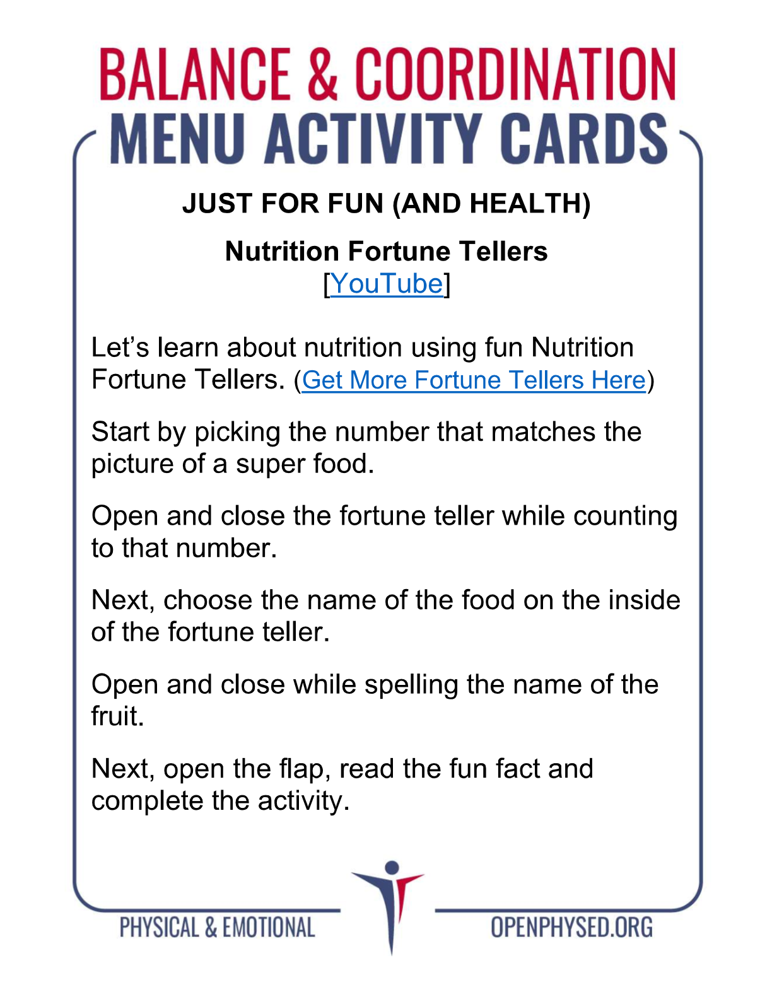 BALANCE & COORDINATION
MENU ACTIVITY CARDS
JUST FOR FUN (AND HEALTH)
Nutrition Fortune Tellers
[YouTube]
Let’s learn about nutrition using fun Nutrition
Fortune Tellers. (Get More Fortune Tellers Here)
Start by picking the number that matches the
picture of a super food.
Open and close the fortune teller while counting
to that number.
Next, choose the name of the food on the inside
of the fortune teller.
Open and close while spelling the name of the
fruit.
Next, open the flap, read the fun fact and
complete the activity.
PHYSICAL & EMOTIONAL
OPENPHYSED.ORG